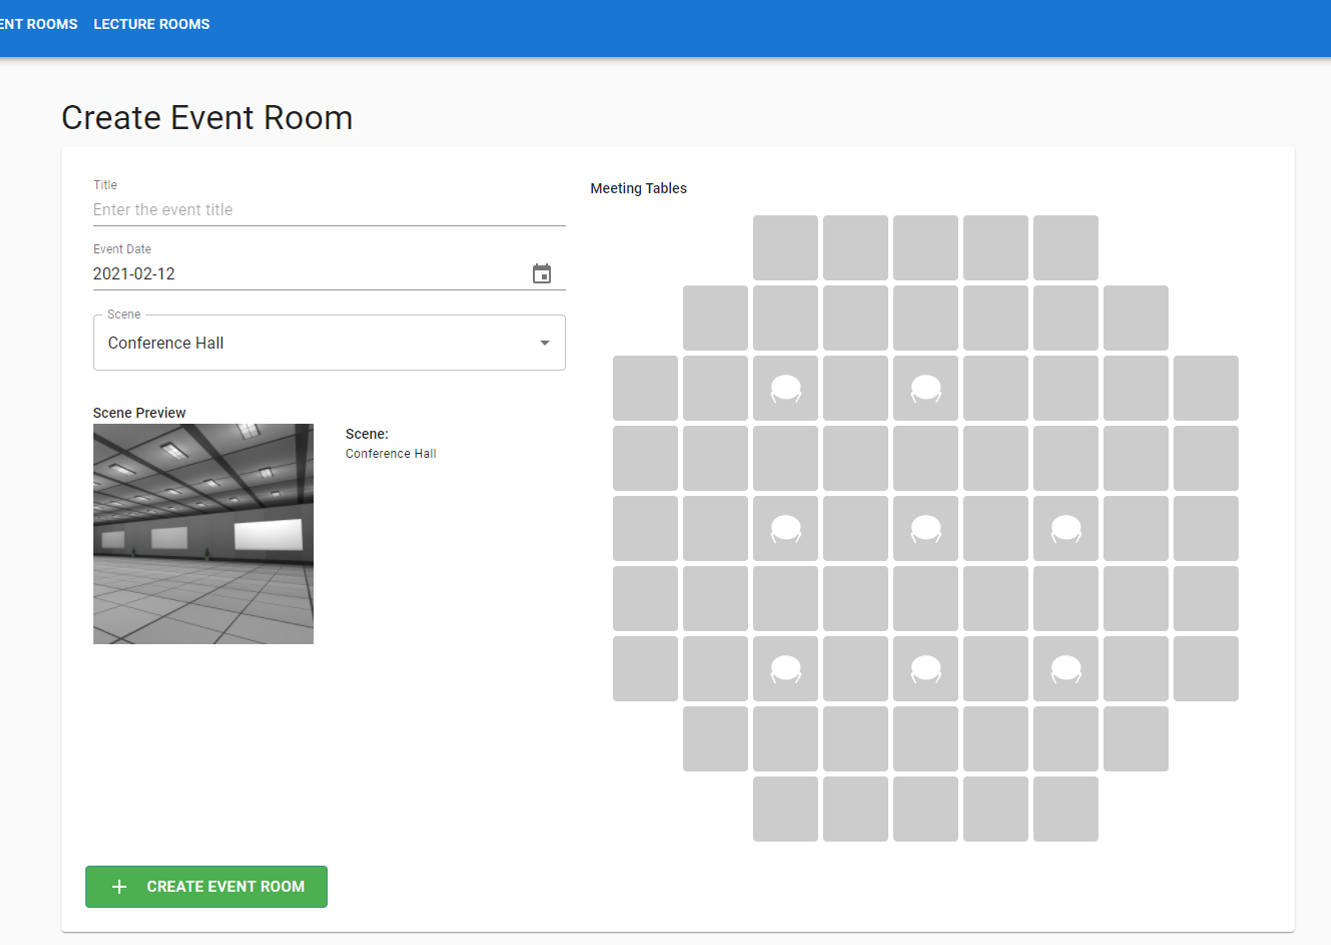 ENT ROOMS LECTURE ROOMS
Create Event Room
Title
Enter the event title
Event Date
2021-02-12
Scene
Conference Hall
Scene Preview
Scene:
Conference Hall
Meeting Tables
CREATE EVENT ROOM